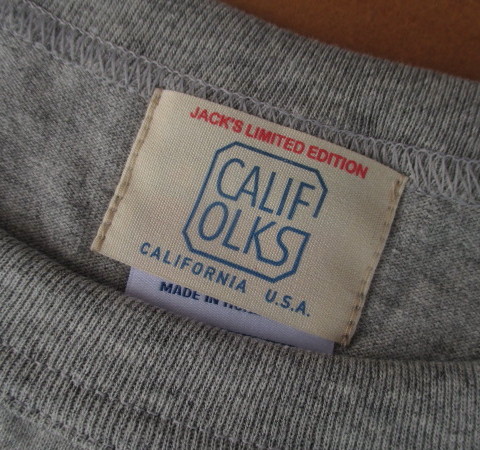 JACK'S LIMITED EDITION
CALIF
OLKS
CALIFORNIA U.S.A.
MADE IN